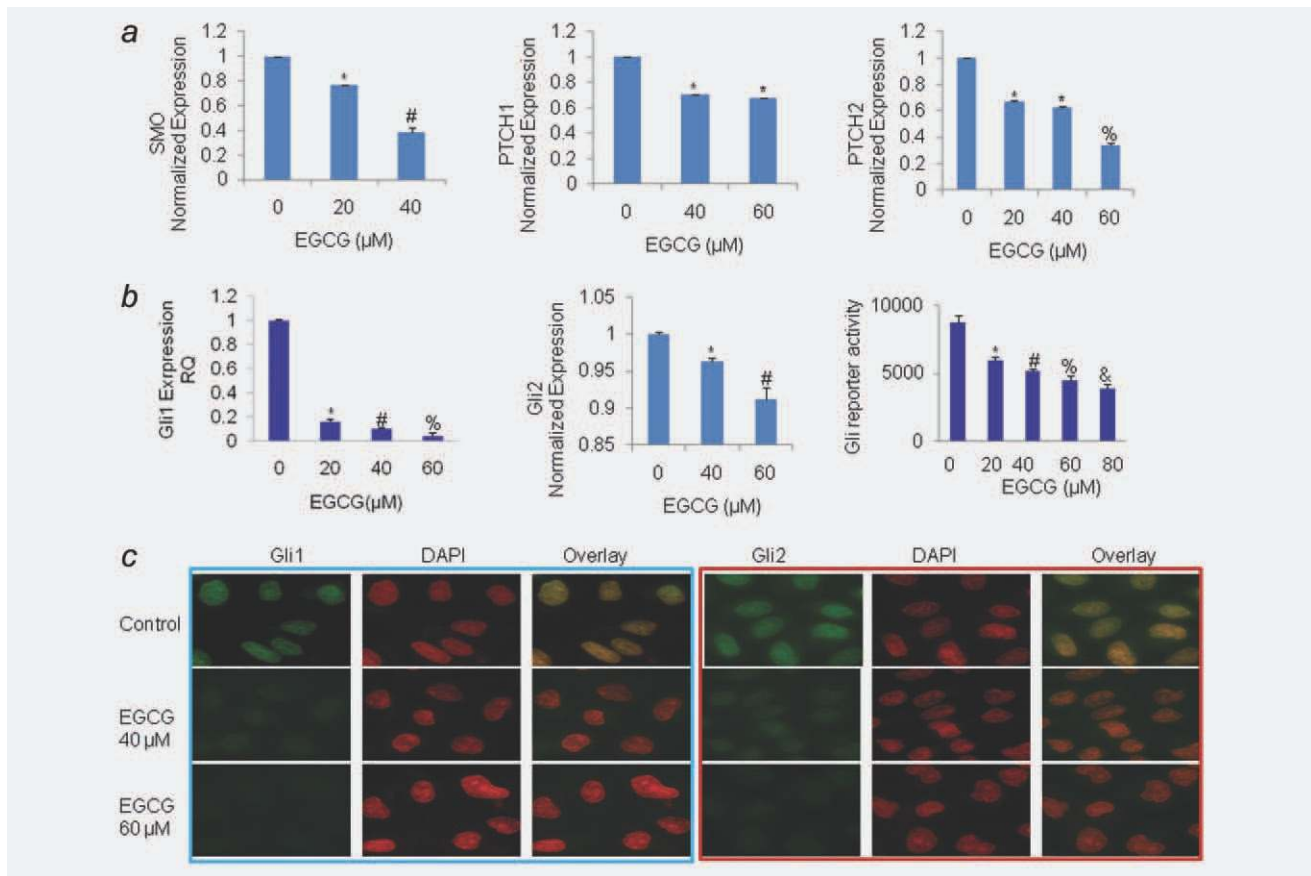 a
SMO
Normalized Expression
1.2
1
0.8
0.6
0.4
0.2
0
*
#
0 20 40
EGCG (µM)
PTCH1
Normalized Expression
1.2
1
0.8
0.6
0.4
0.2
0
* *
0 40 60
EGCG (µM)
PTCH2
Normalized Expression
1.2
1
0.8
0.6
0.4
0.2
0
* * %
0 20 40 60
EGCG (µM)
b
Gli1 Exrpression
RQ
1.2
1
0.8
0.6
0.4
0.2
0
* # %
0 20 40 60
EGCG(µM)
Gli2
Normalized Expression
1.05
1
0.95
0.9
0.85
* #
0 40 60
EGCG (µM)
Gli reporter activity
10000
5000
0
* # % &
0 20 40 60 80
EGCG (µM)
c
Gli1 DAPI Overlay Gli2 DAPI Overlay
Control
EGCG
40 µM
EGCG
60 µM